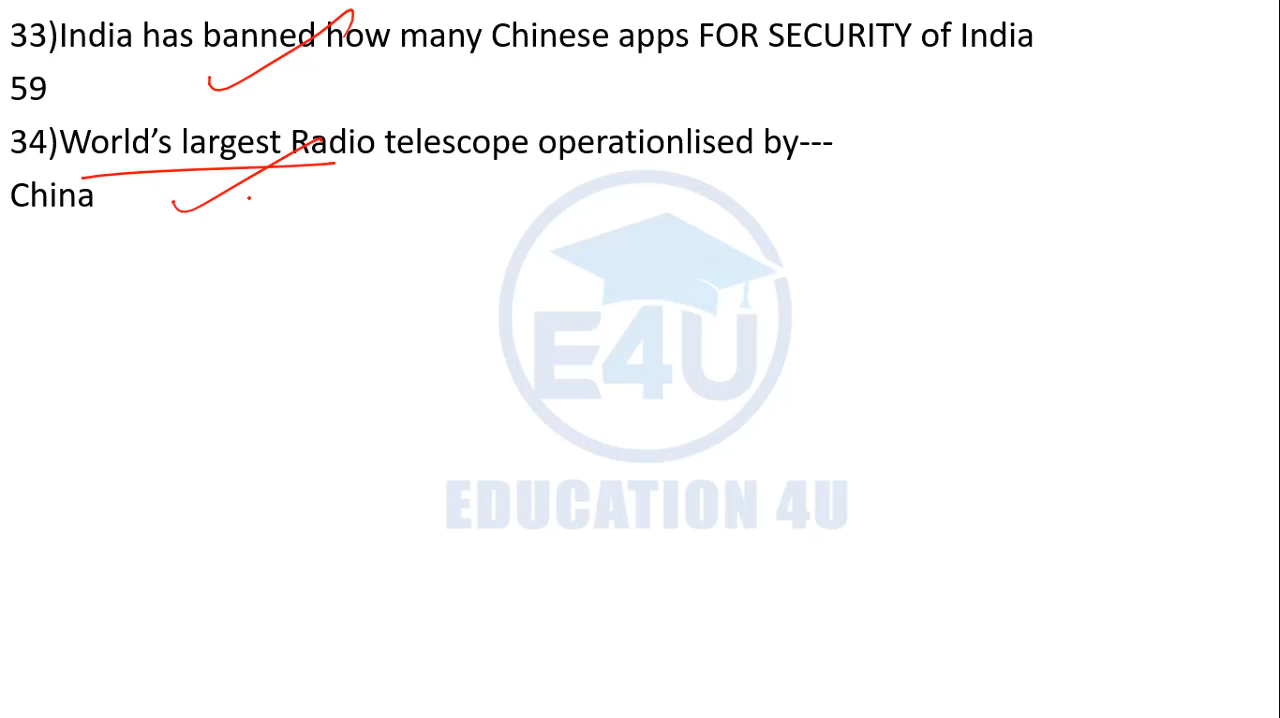 33)India has banned how many Chinese apps FOR SECURITY of India
59
34)World’s largest Radio telescope operationlised by---
China
E4U
EDUCATION 4U